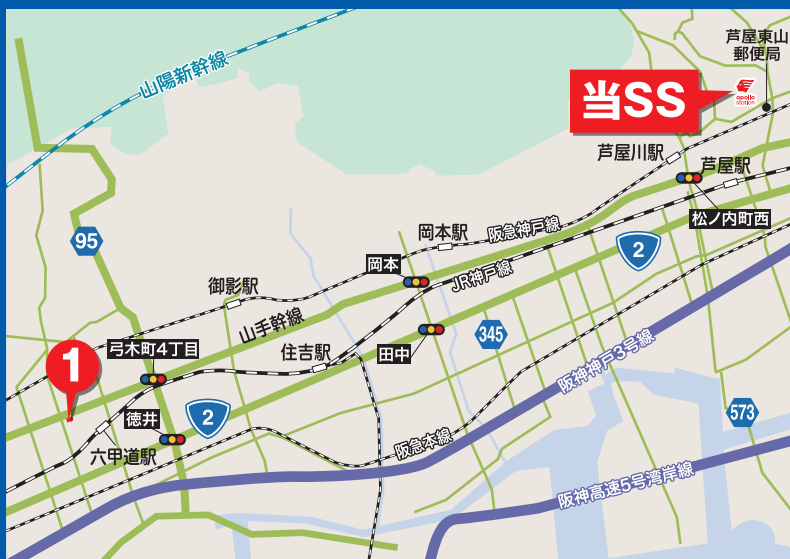 芦屋東山
郵便局
山陽新幹線
当SS
apollo
station
芦屋川駅
芦屋駅
松ノ内町西
95
岡本駅
阪急神戸線
2
岡本
JR神戸線
御影駅
山手幹線
345
住吉駅
田中
弓木町4丁目
阪神神戸3号線
1
徳井
2
573
六甲道駅
阪急本線
阪神高速5号湾岸線